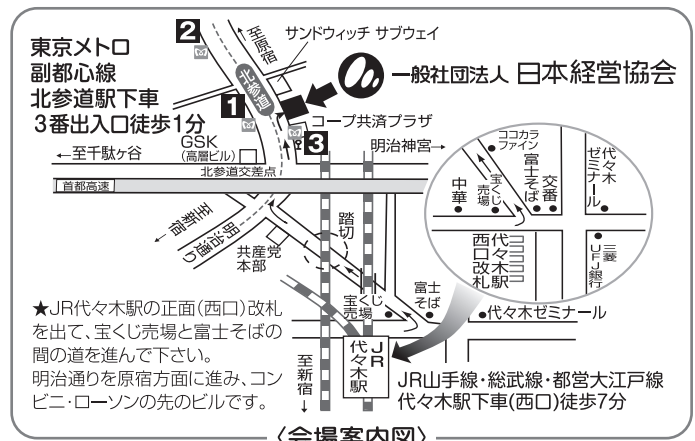 東京メトロ
副都心線
北参道駅下車
3番出入口徒歩1分
2
至原宿
サンドウィッチ サブウェイ
北参道
1
一般社団法人 日本経営協会
コープ共済プラザ
3
GSK
(高層ビル)
←至千駄ヶ谷
明治神宮→
北参道交差点
首都高速
至新宿
明治通り
共産党
本部
踏切
宝くじ
売場
富士
そば
代々木ゼミナール
JR
代々木駅
至新宿
ココカラ
ファイン
中華
宝くじ
売場
富士そば
交番
代々木
ゼミナール
代々木駅
西口改札
三菱
UFJ銀行
★JR代々木駅の正面(西口)改札
を出て、宝くじ売場と富士そばの
間の道を進んで下さい。
明治通りを原宿方面に進み、コン
ビニ・ローソンの先のビルです。
JR山手線・総武線・都営大江戸線
代々木駅下車(西口)徒歩7分
〈会場案内図〉